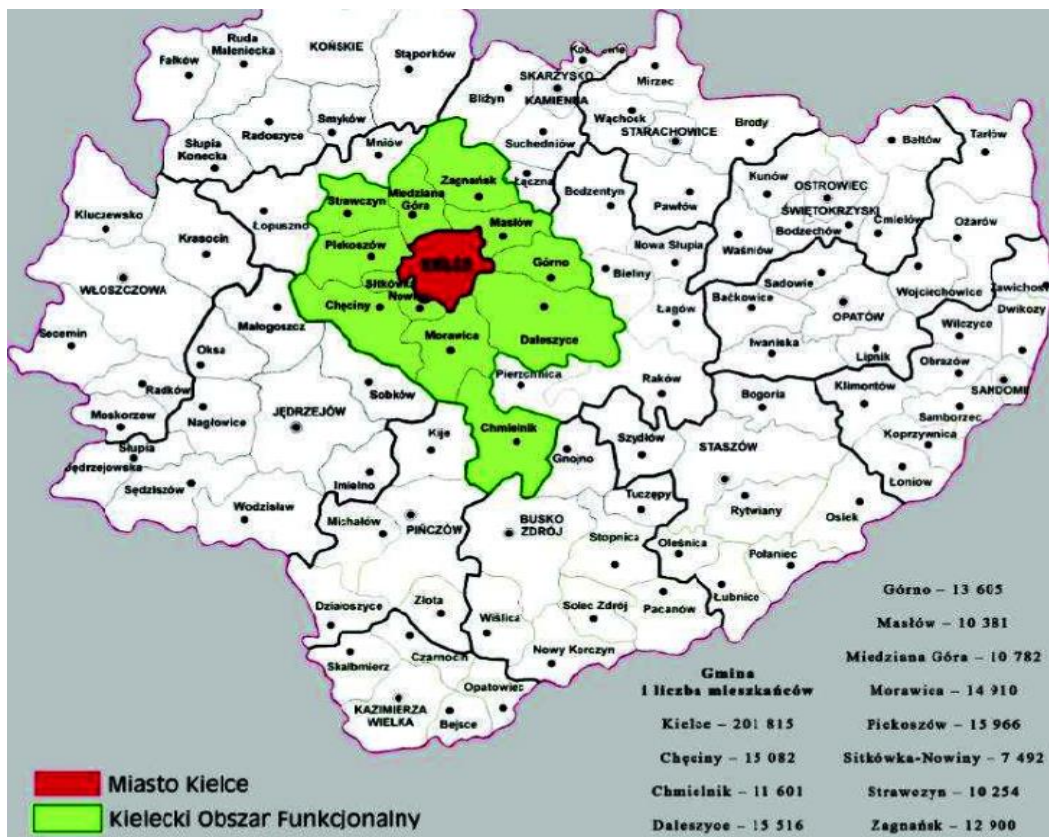 Ruda
Maleniecka
KOŃSKIE
Fałków
Stąporków
SKARŻYSKO
KAMIENNA
Mirzec
Bliżyn
Wąchock
STARACHOWICE
Brody
Radoszyce
Smyków
Słupia
Konecka
Mniów
Suchedniów
Łączna
Bałtów
Tarłów
Zagnańsk
Miedziana
Góra
Bodzentyn
Pawłów
Kunów
OSTROWIEC
ŚWIĘTOKRZYSKI
Bodzechów
Ćmielów
Ożarów
Strawczyn
Masłów
Kluczewsko
Krasocin
Łopuszno
Piekoszów
KIELCE
Nowa Słupia
Waśniów
Górno
Bieliny
Sadowie
Wojciechowice
Zawichost
WŁOSZCZOWA
Sitkówka
Chęciny
Małogoszcz
Łagów
Baćkowice
OPATÓW
Dwikozy
Secemin
Oksa
Morawica
Daleszyce
Iwaniska
Lipnik
Wilczyce
Obrazów
Radków
Pierzchnica
Raków
Klimontów
Moskorzew
Nagłowice
JĘDRZEJÓW
Sobków
Bogoria
Samborzec
Słupia
Jędrzejowska
Kije
Chmielnik
Gnojno
Szydłów
STASZÓW
Koprzywnica
Sędziszów
Imielno
Łoniów
Wodzisław
Michałów
PIŃCZÓW
BUSKO
ZDRÓJ
Tuczępy
Rytwiany
Osiek
Stopnica
Oleśnica
Połaniec
Działoszyce
Złota
Wiślica
Solec Zdrój
Pacanów
Łubnice
Skalbmierz
Czarnocin
Nowy Korczyn
Opatowiec
KAZIMIERZA
WIELKA
Bejsce
Gmina
i liczba mieszkańców
Kielce – 201 815
Chęciny – 15 082
Chmielnik – 11 601
Daleszyce – 15 516
Górno – 13 605
Masłów – 10 381
Miedziana Góra – 10 782
Morawica – 14 910
Piekoszów – 15 966
Sitkówka-Nowiny – 7 492
Strawczyn – 10 254
Zagnańsk – 12 900
Miasto Kielce
Kielecki Obszar Funkcjonalny